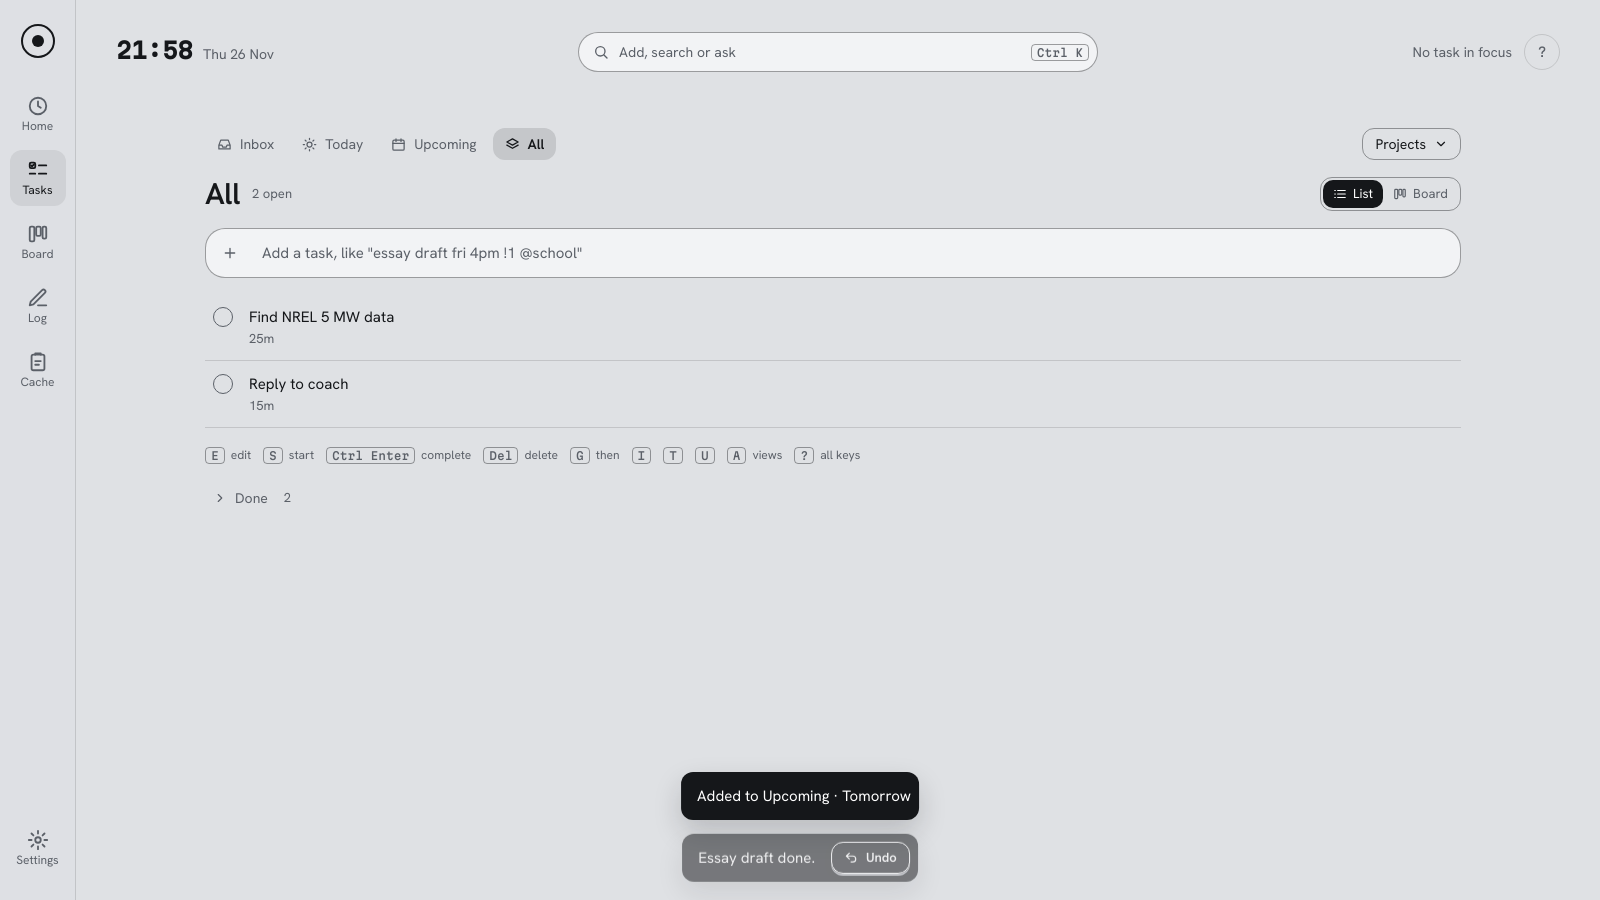 21:58 Thu 26 Nov
Add, search or ask Ctrl K
No task in focus ?
Home
Tasks
Board
Log
Cache
Settings
Inbox Today Upcoming All
Projects
All 2 open
List Board
Add a task, like "essay draft fri 4pm !1 @school"
Find NREL 5 MW data
25m
Reply to coach
15m
E edit S start Ctrl Enter complete Del delete G then I T U A views ? all keys
Done 2
Added to Upcoming · Tomorrow
Essay draft done. Undo